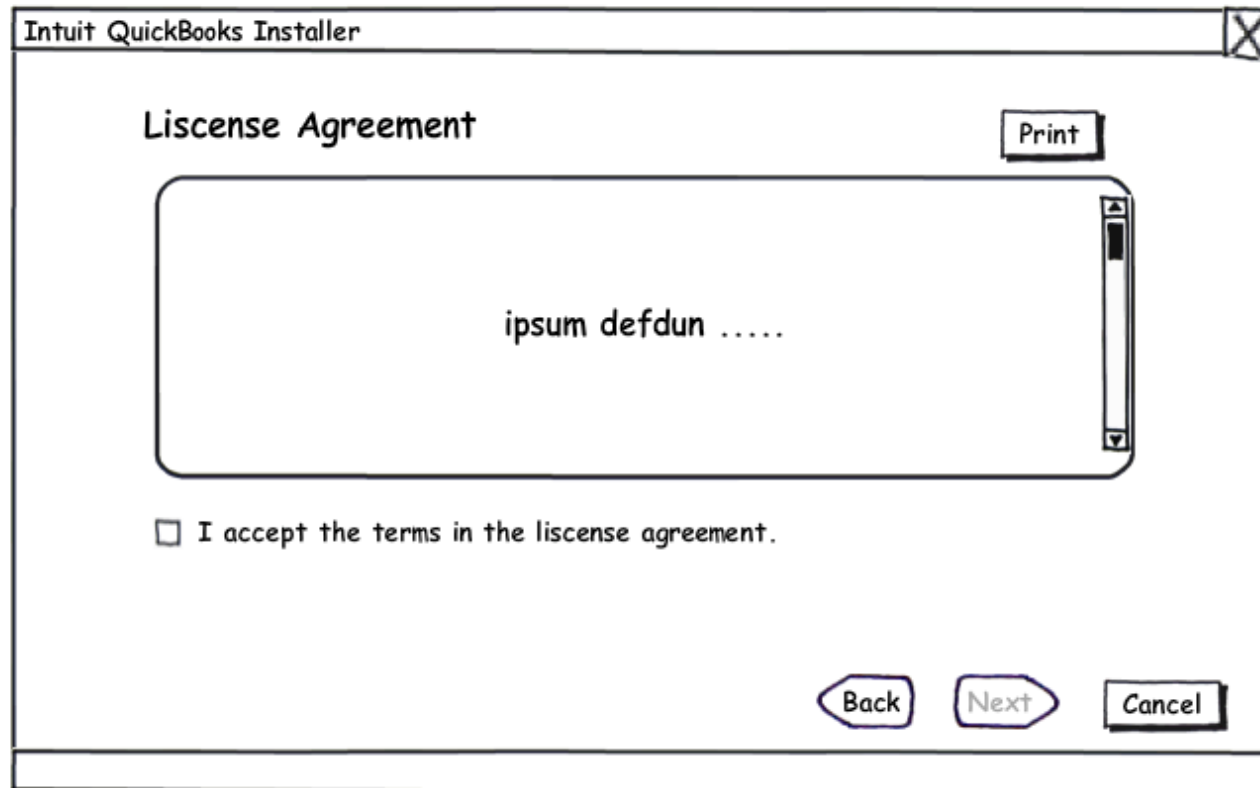 Intuit QuickBooks Installer
Liscense Agreement
Print
ipsum defdun .....
I accept the terms in the liscense agreement.
Back
Next
Cancel